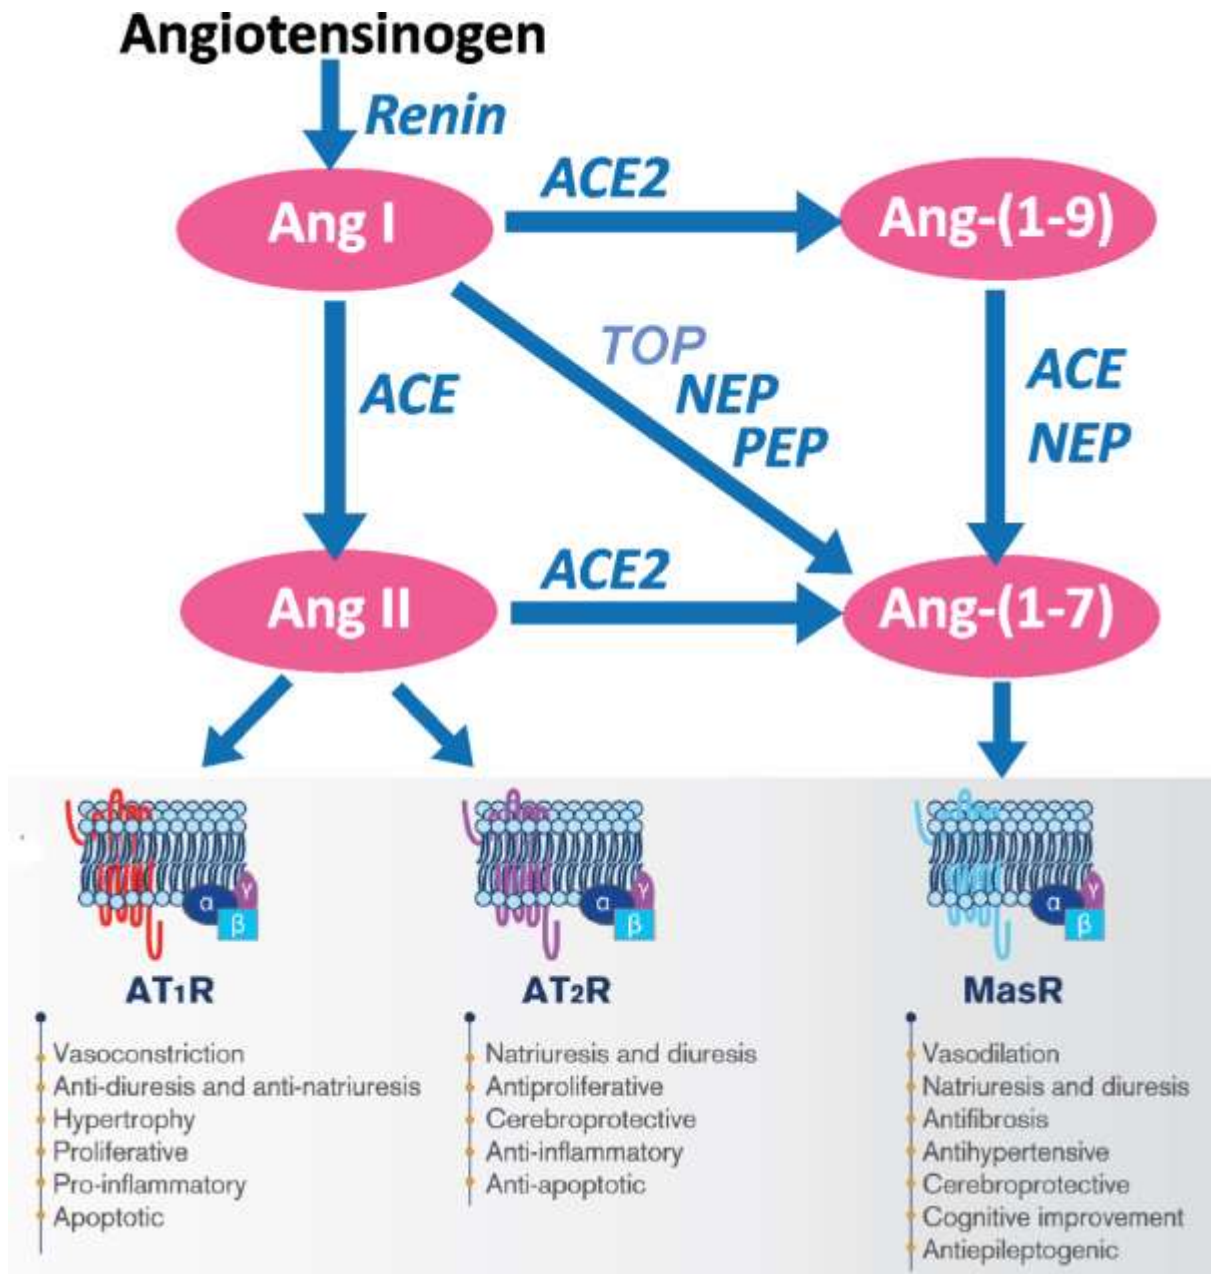 Angiotensinogen
Renin
ACE2
Ang I
Ang-(1-9)
TOP
NEP
PEP
ACE
ACE
NEP
ACE2
Ang II
Ang-(1-7)
α
γ
β
α
γ
β
α
γ
β
AT1R
Vasoconstriction
Anti-diuresis and anti-natriuresis
Hypertrophy
Proliferative
Pro-inflammatory
Apoptotic
AT2R
Natriuresis and diuresis
Antiproliferative
Cerebroprotective
Anti-inflammatory
Anti-apoptotic
MasR
Vasodilation
Natriuresis and diuresis
Antifibrosis
Antihypertensive
Cerebroprotective
Cognitive improvement
Antiepileptogenic